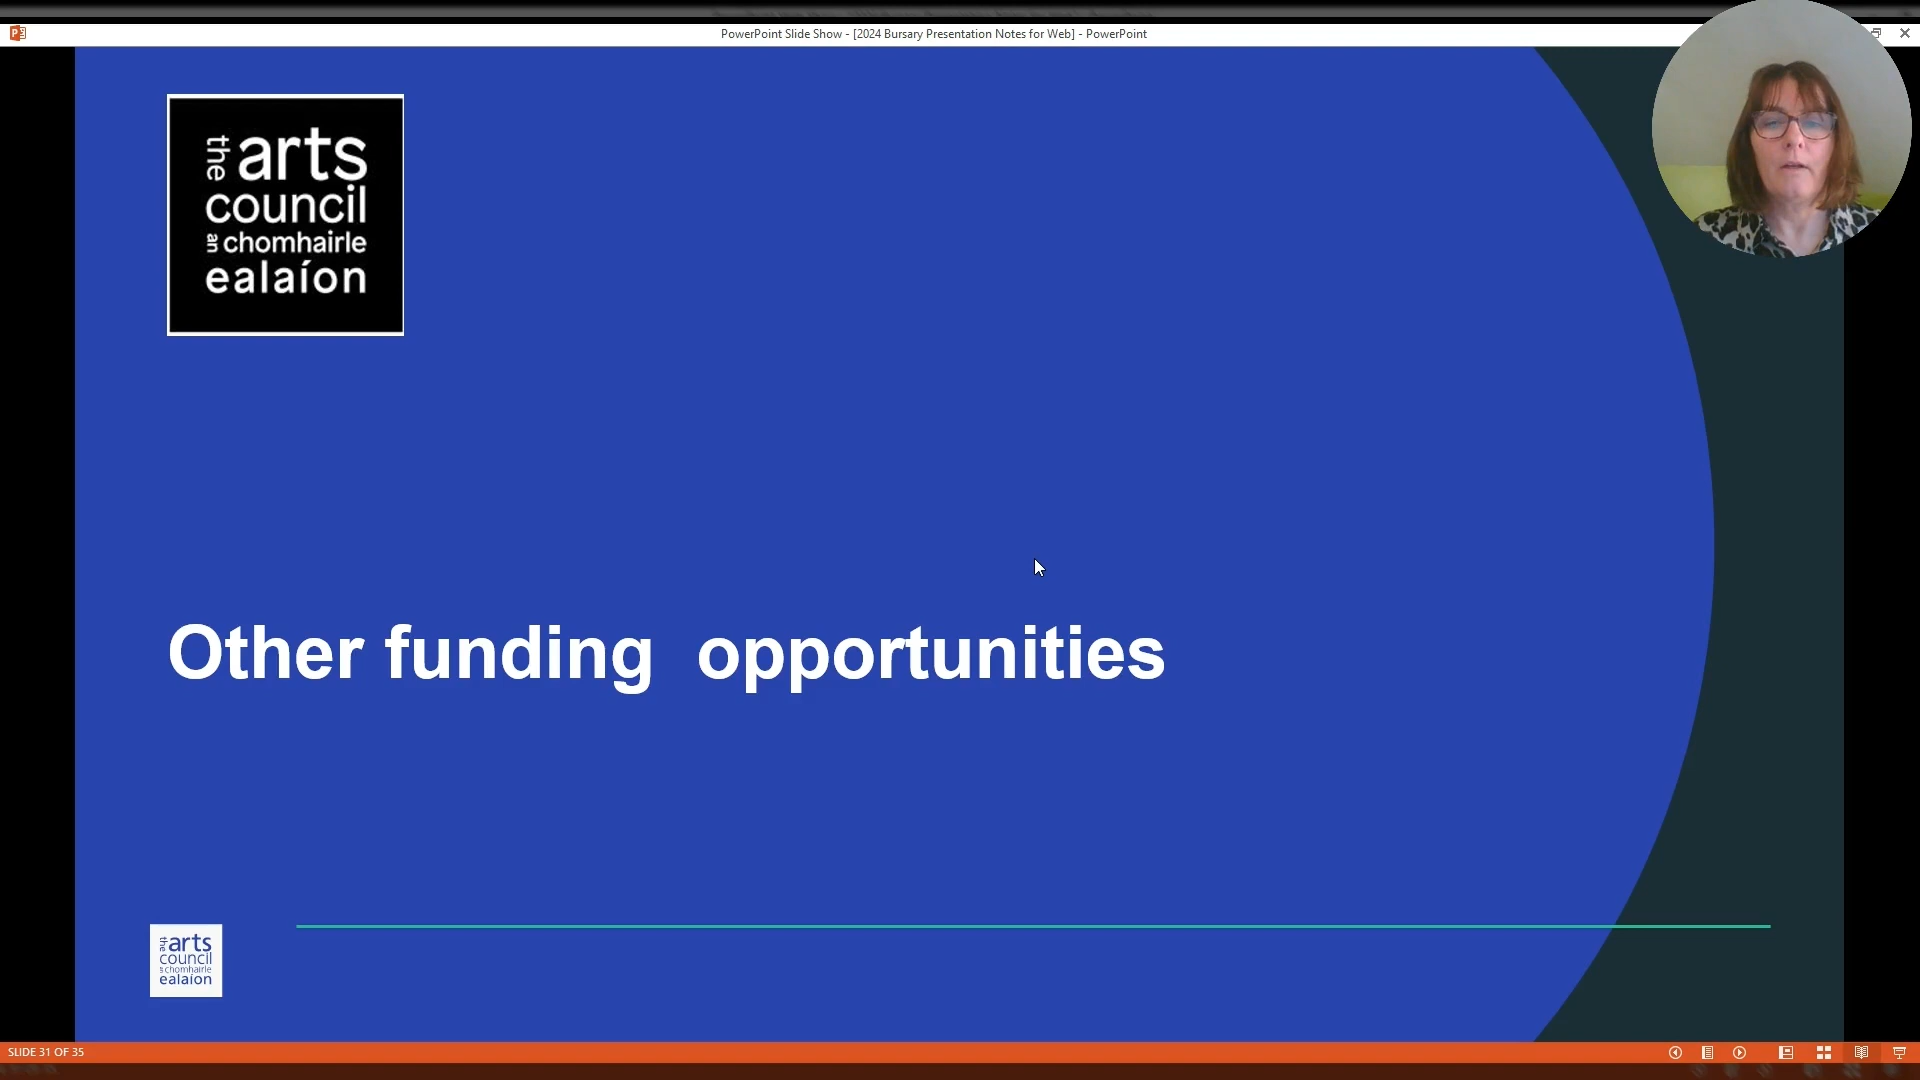 PowerPoint Slide Show - [2024 Bursary Presentation Notes for Web] - PowerPoint
the arts
council
an chomhairle
ealaíon
Other funding  opportunities
the arts
council
an chomhairle
ealaíon
SLIDE 31 OF 35